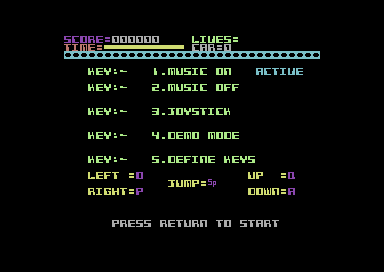 SCORE=000000 LIVES=
TIME= CAR=0
KEY:- 1.MUSIC ON ACTIVE
KEY:- 2.MUSIC OFF
KEY:- 3.JOYSTICK
KEY:- 4.DEMO MODE
KEY:- 5.DEFINE KEYS
LEFT =O JUMP=Sp UP =Q
RIGHT=P DOWN=A
PRESS RETURN TO START